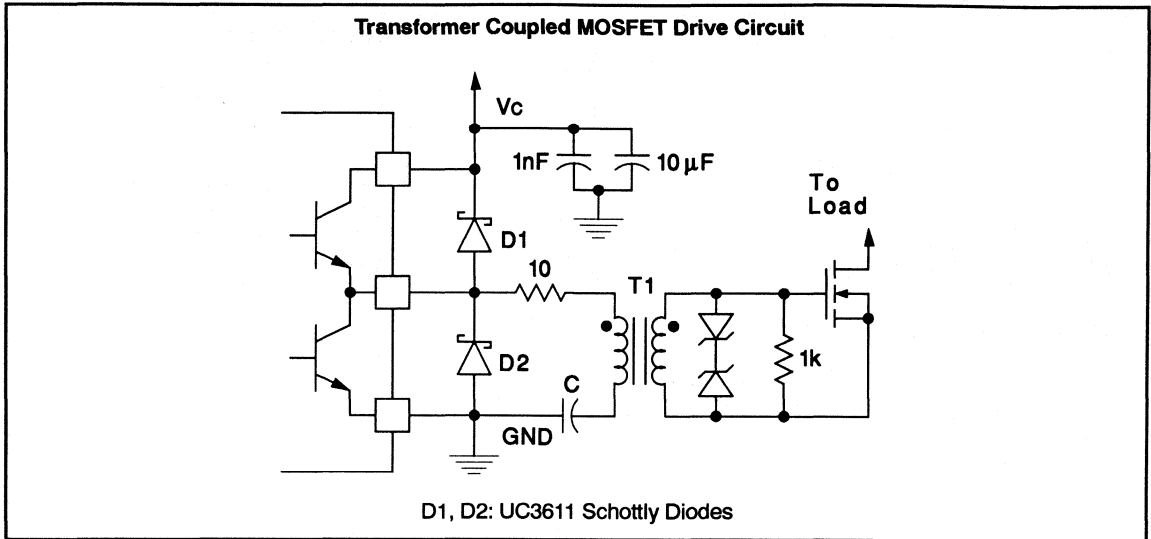 Transformer Coupled MOSFET Drive Circuit
Vc
1nF
10 µF
To
Load
D1
10
T1
D2
1k
C
GND
D1, D2: UC3611 Schottly Diodes